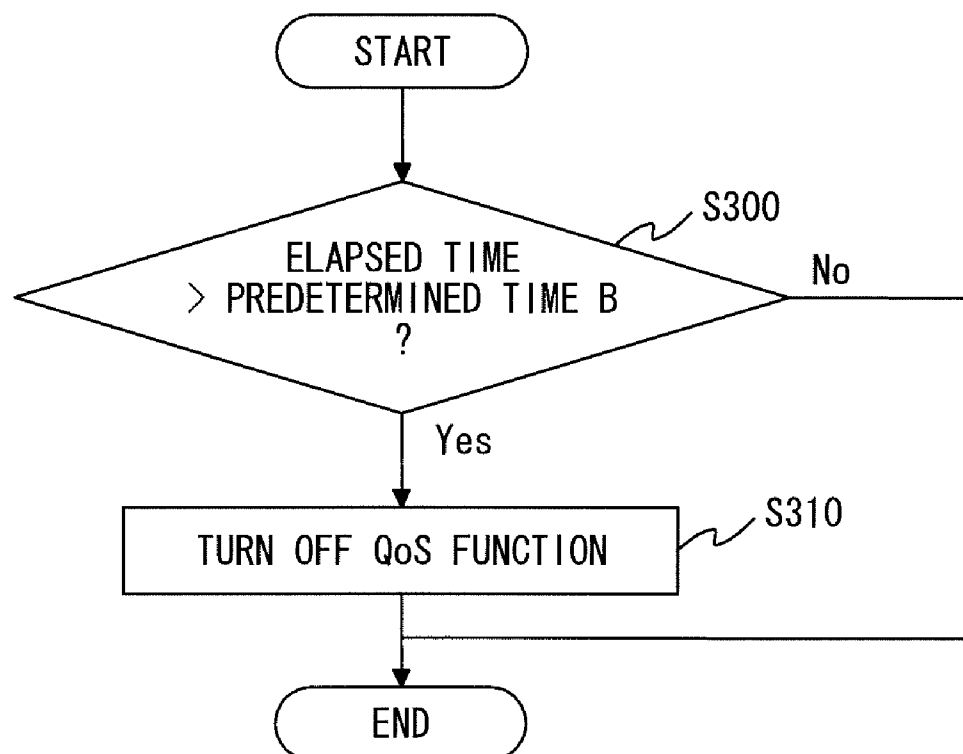 START
S300
ELAPSED TIME
> PREDETERMINED TIME B
?
No
Yes
S310
TURN OFF QoS FUNCTION
END